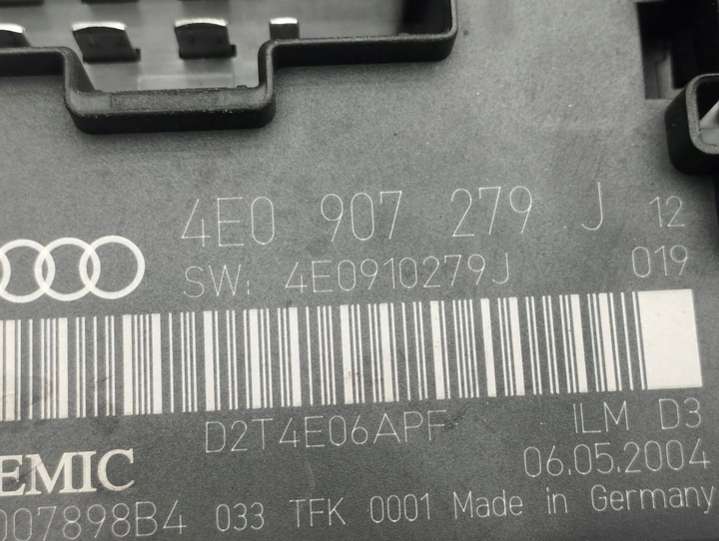 4E0 907 279 J 12
SW: 4E0910279J 019
D2T4E06APF ILM D3
EMIC 06.05.2004
007898B4 033 TFK 0001 Made in Germany